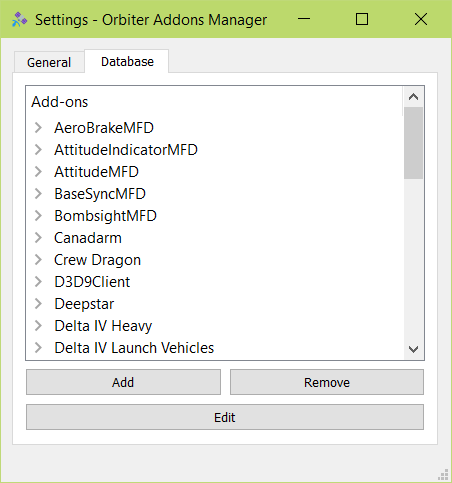 Settings - Orbiter Addons Manager
General
Database
Add-ons
AeroBrakeMFD
AttitudeIndicatorMFD
AttitudeMFD
BaseSyncMFD
BombsightMFD
Canadarm
Crew Dragon
D3D9Client
Deepstar
Delta IV Heavy
Delta IV Launch Vehicles
Add
Remove
Edit